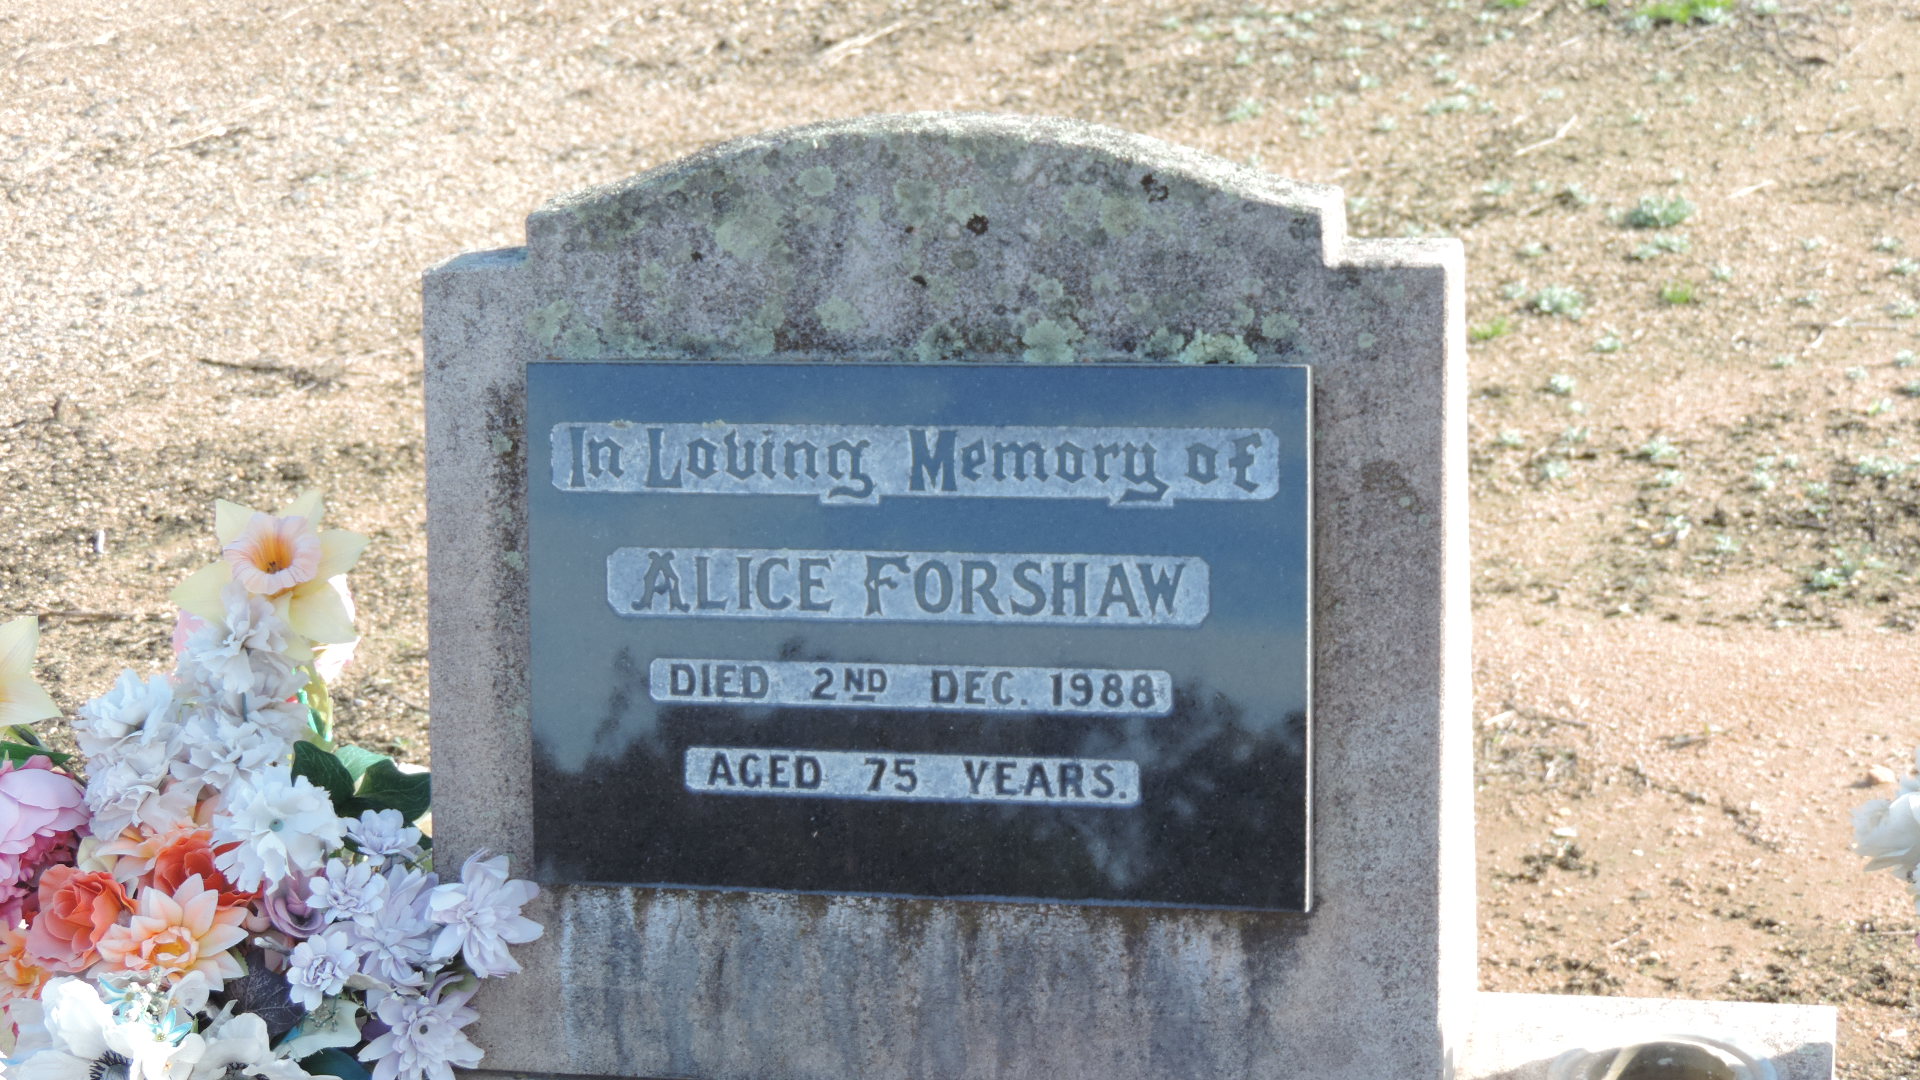 In Loving Memory of
ALICE FORSHAW
DIED 2ND DEC. 1988
AGED 75 YEARS.